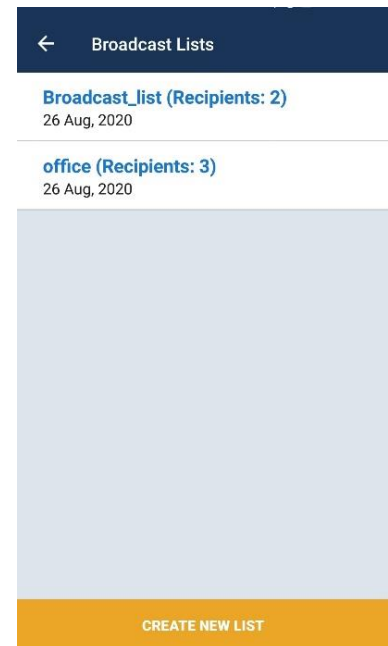 Broadcast Lists
Broadcast_list (Recipients: 2)
26 Aug, 2020
office (Recipients: 3)
26 Aug, 2020
CREATE NEW LIST